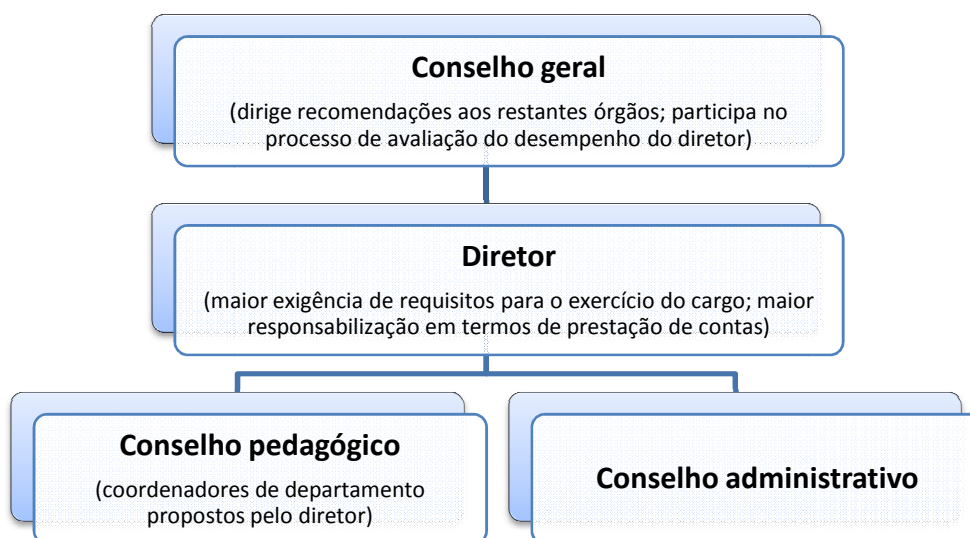 Conselho geral
(dirige recomendações aos restantes órgãos; participa no
processo de avaliação do desempenho do diretor)
Diretor
(maior exigência de requisitos para o exercício do cargo; maior
responsabilização em termos de prestação de contas)
Conselho pedagógico
(coordenadores de departamento
propostos pelo diretor)
Conselho administrativo